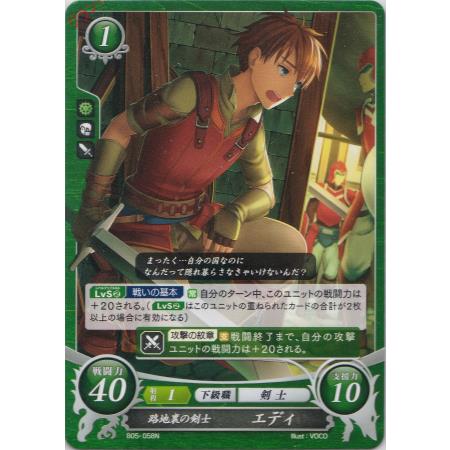 1
まったく…自分の国なのに
なんだって隠れ暮らさなきゃいけないんだ?
LvS2 戦いの基本 常 自分のターン中、このユニットの戦闘力は
+20される。(LvS2はこのユニットの重ねられたカードの合計が2枚
以上の場合に有効になる)
攻撃の紋章 支 戦闘終了まで、自分の攻撃
ユニットの戦闘力は+20される。
戦闘力
40
射程 1 下級職 剣士
支援力
10
路地裏の剣士 エディ
B05-058N
Illust:VOCO